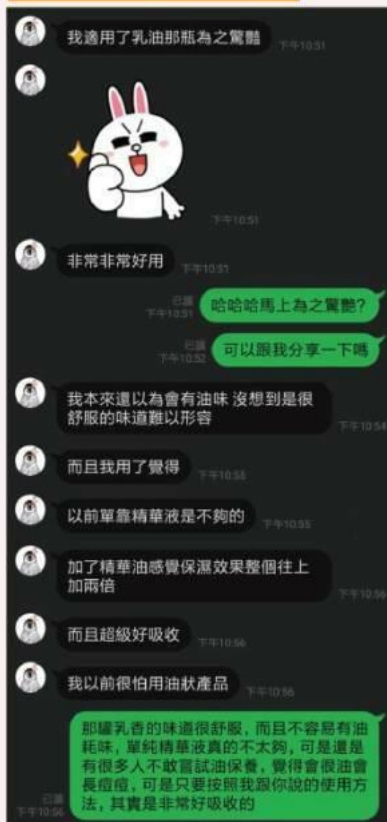 我適用了乳油那瓶為之驚豔
下午10:51
下午10:51
非常非常好用
下午10:51
哈哈哈馬上為之驚艷?
已讀
下午10:51
可以跟我分享一下嗎
已讀
下午10:52
我本來還以為會有油味 沒想到是很
舒服的味道難以形容
下午10:54
而且我用了覺得
下午10:55
以前單靠精華液是不夠的
下午10:55
加了精華油感覺保濕效果整個往上
加兩倍
下午10:56
而且超級好吸收
下午10:56
我以前很怕用油狀產品
下午10:56
那罐乳香的味道很舒服,而且不容易有油
耗味,單純精華液真的不太夠,可是還是
有很多人不敢嘗試油保養,覺得會很油會
長痘痘,可是只要按照我跟你說的使用方
法,其實是非常好吸收的
已讀
下午10:56